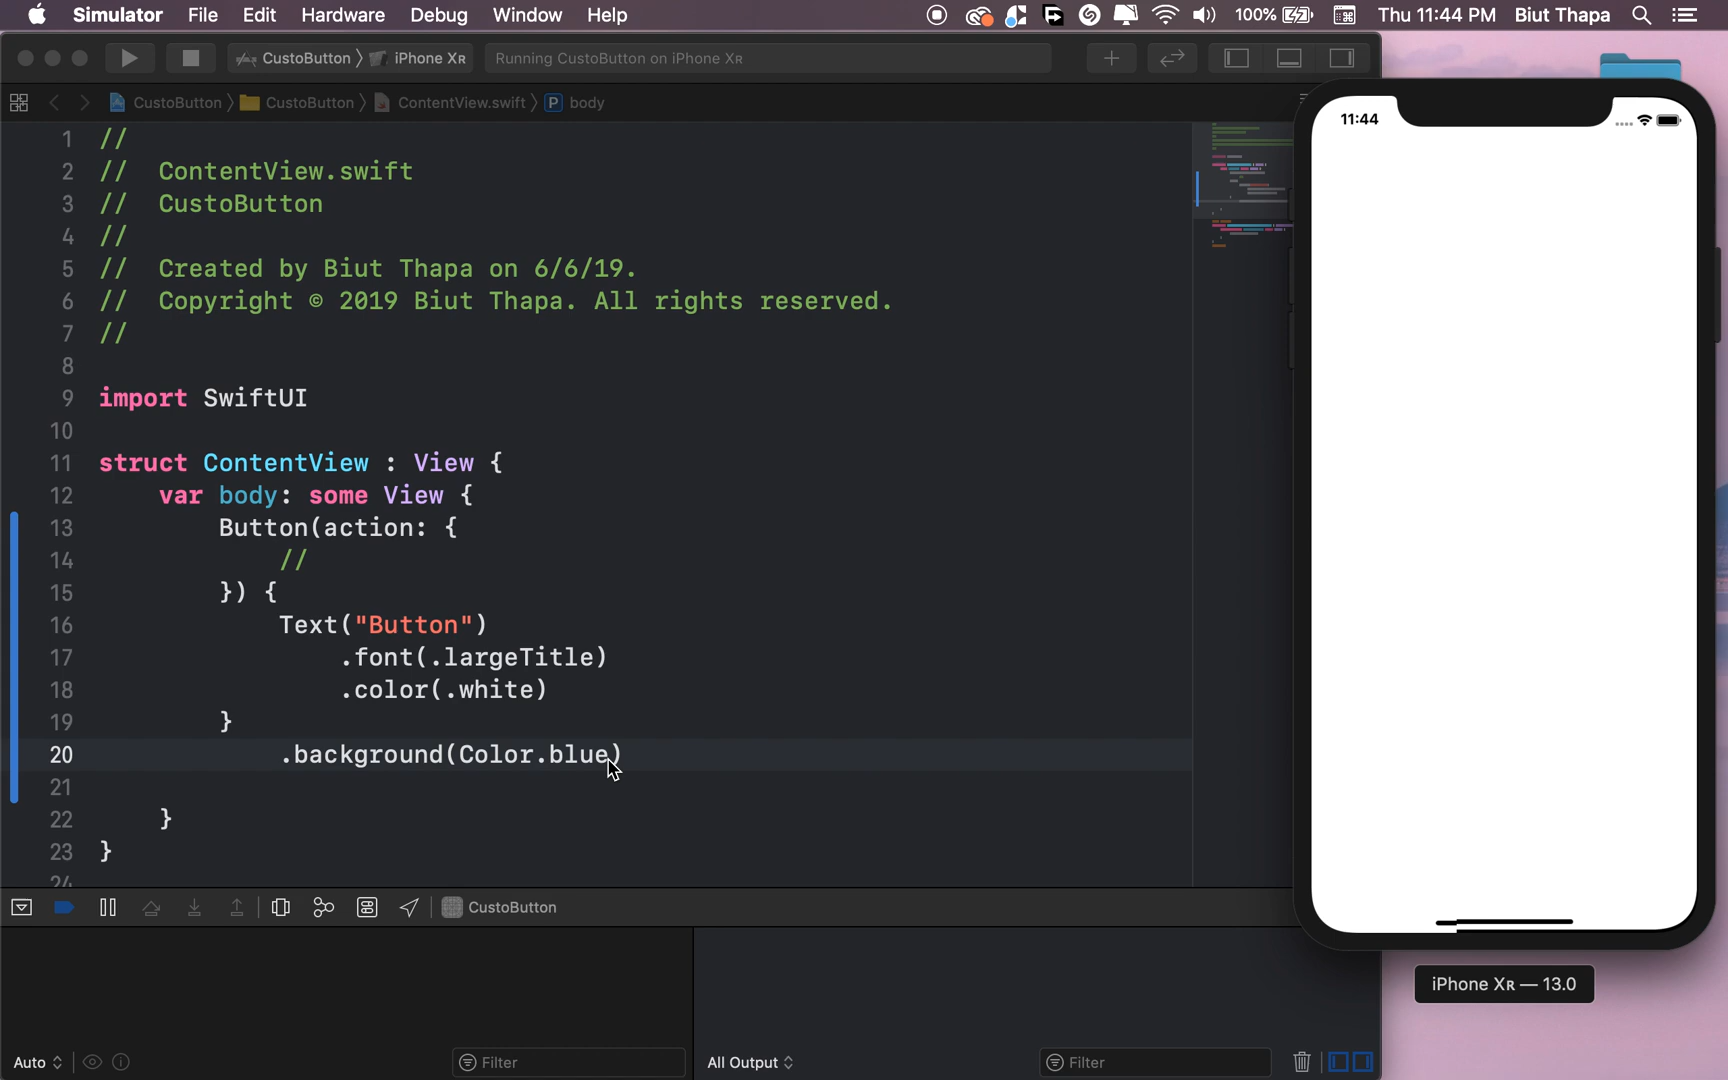 Simulator File Edit Hardware Debug Window Help 100% Thu 11:44 PM Biut Thapa
CustoButton 〉 iPhone Xʀ Running CustoButton on iPhone Xʀ
CustoButton 〉 CustoButton 〉 ContentView.swift 〉 P body
1 //
2 // ContentView.swift
3 // CustoButton
4 //
5 // Created by Biut Thapa on 6/6/19.
6 // Copyright © 2019 Biut Thapa. All rights reserved.
7 //
8
9 import SwiftUI
10
11 struct ContentView : View {
12 var body: some View {
13 Button(action: {
14 //
15 }) {
16 Text("Button")
17 .font(.largeTitle)
18 .color(.white)
19 }
20 .background(Color.blue)
21
22 }
23 }
24
CustoButton
Auto Filter All Output Filter
11:44
iPhone Xʀ — 13.0